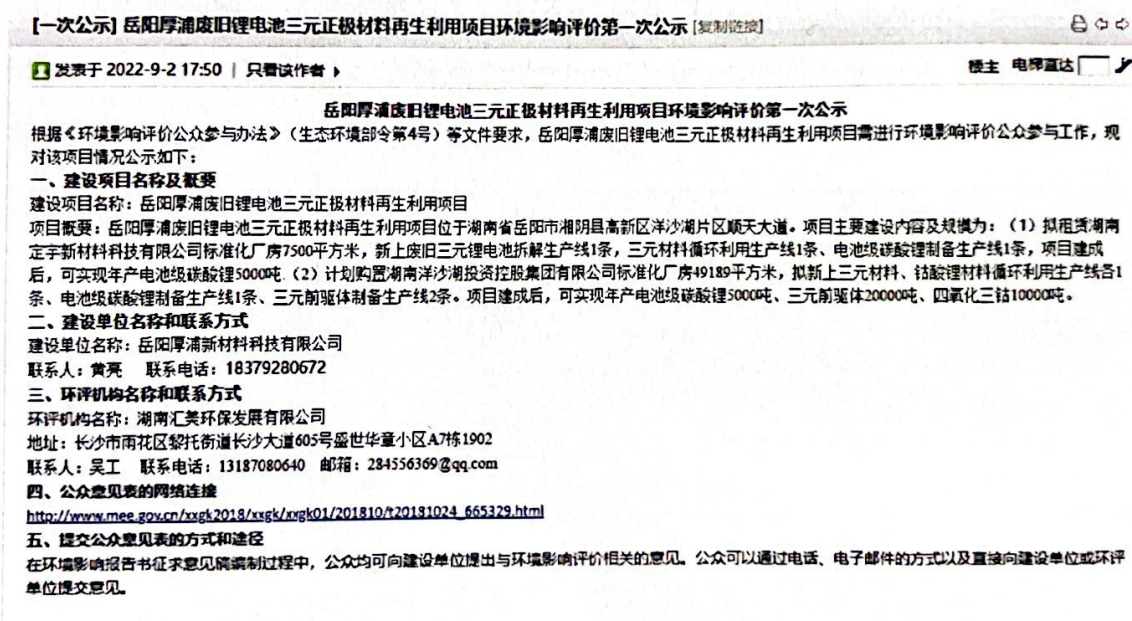 [一次公示] 岳阳厚浦废旧锂电池三元正极材料再生利用项目环境影响评价第一次公示 [复制链接]
发表于 2022-9-2 17:50 | 只看该作者
楼主 电梯直达
岳阳厚浦废旧锂电池三元正极材料再生利用项目环境影响评价第一次公示
根据《环境影响评价公众参与办法》（生态环境部令第4号）等文件要求，岳阳厚浦废旧锂电池三元正极材料再生利用项目需进行环境影响评价公众参与工作，现
对该项目情况公示如下：
一、建设项目名称及概要
建设项目名称：岳阳厚浦废旧锂电池三元正极材料再生利用项目
项目概要：岳阳厚浦废旧锂电池三元正极材料再生利用项目位于湖南省岳阳市湘阴县高新区洋沙湖片区顺天大道。项目主要建设内容及规模为：（1）拟租赁湖南
定宇新材料科技有限公司标准化厂房7500平方米，新上废旧三元锂电池拆解生产线1条，三元材料循环利用生产线1条、电池级碳酸锂制备生产线1条，项目建成
后，可实现年产电池级碳酸锂5000吨.（2）计划购置湖南洋沙湖投资控股集团有限公司标准化厂房49189平方米，拟新上三元材料、钴酸锂材料循环利用生产线各1
条、电池级碳酸锂制备生产线1条、三元前驱体制备生产线2条。项目建成后，可实现年产电池级碳酸锂5000吨、三元前驱体20000吨、四氧化三钴10000吨。
二、建设单位名称和联系方式
建设单位名称：岳阳厚浦新材料科技有限公司
联系人：黄亮 联系电话：18379280672
三、环评机构名称和联系方式
环评机构名称：湖南汇美环保发展有限公司
地址：长沙市雨花区黎托街道长沙大道605号盛世华章小区A7栋1902
联系人：吴工 联系电话：13187080640 邮箱：284556369@qq.com
四、公众意见表的网络连接
http://www.mee.gov.cn/xxgk2018/xxgk/xxgk01/201810/t20181024_665329.html
五、提交公众意见表的方式和途径
在环境影响报告书征求意见稿编制过程中，公众均可向建设单位提出与环境影响评价相关的意见。公众可以通过电话、电子邮件的方式以及直接向建设单位或环评
单位提交意见。